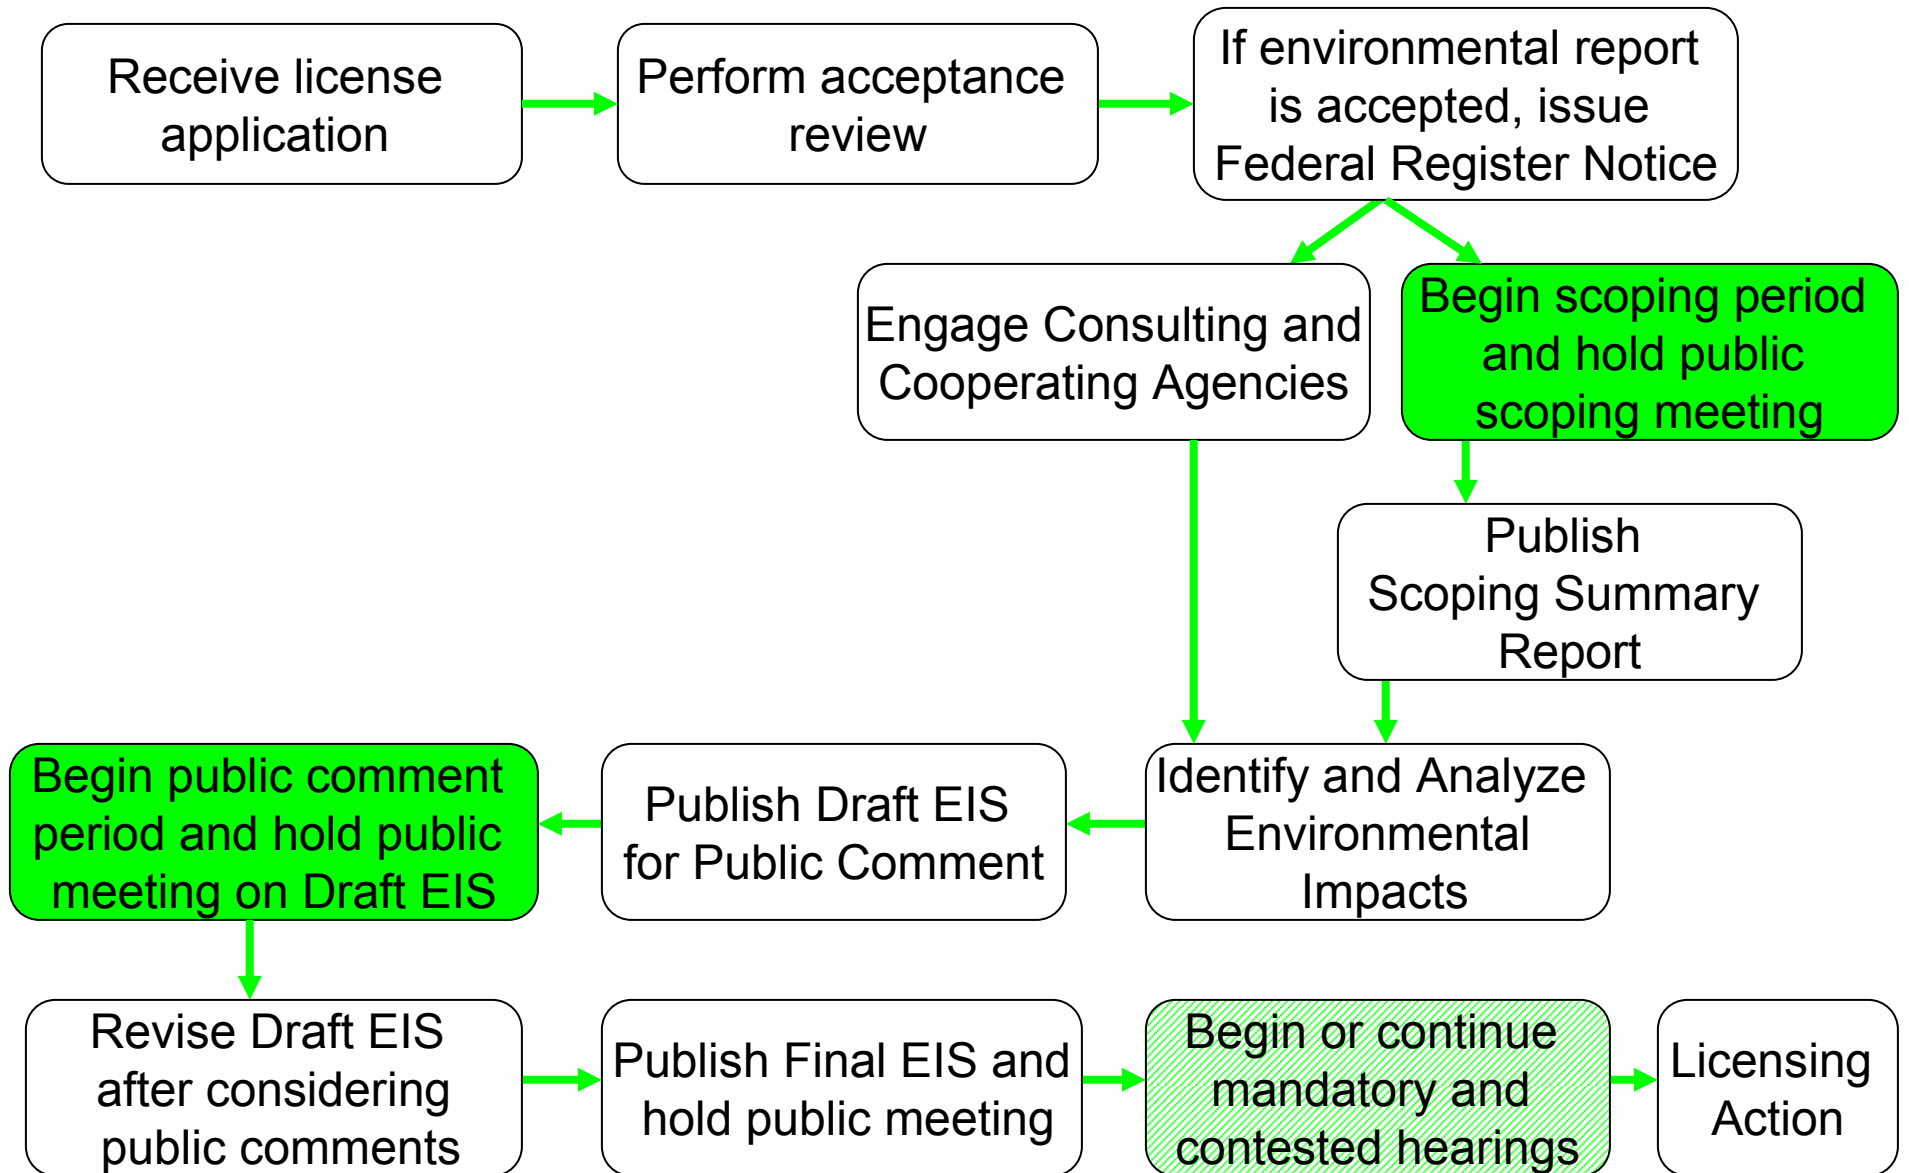 Receive license
application
Perform acceptance
review
If environmental report
is accepted, issue
Federal Register Notice
Engage Consulting and
Cooperating Agencies
Begin scoping period
and hold public
scoping meeting
Publish
Scoping Summary
Report
Identify and Analyze
Environmental
Impacts
Publish Draft EIS
for Public Comment
Begin public comment
period and hold public
meeting on Draft EIS
Revise Draft EIS
after considering
public comments
Publish Final EIS and
hold public meeting
Begin or continue
mandatory and
contested hearings
Licensing
Action